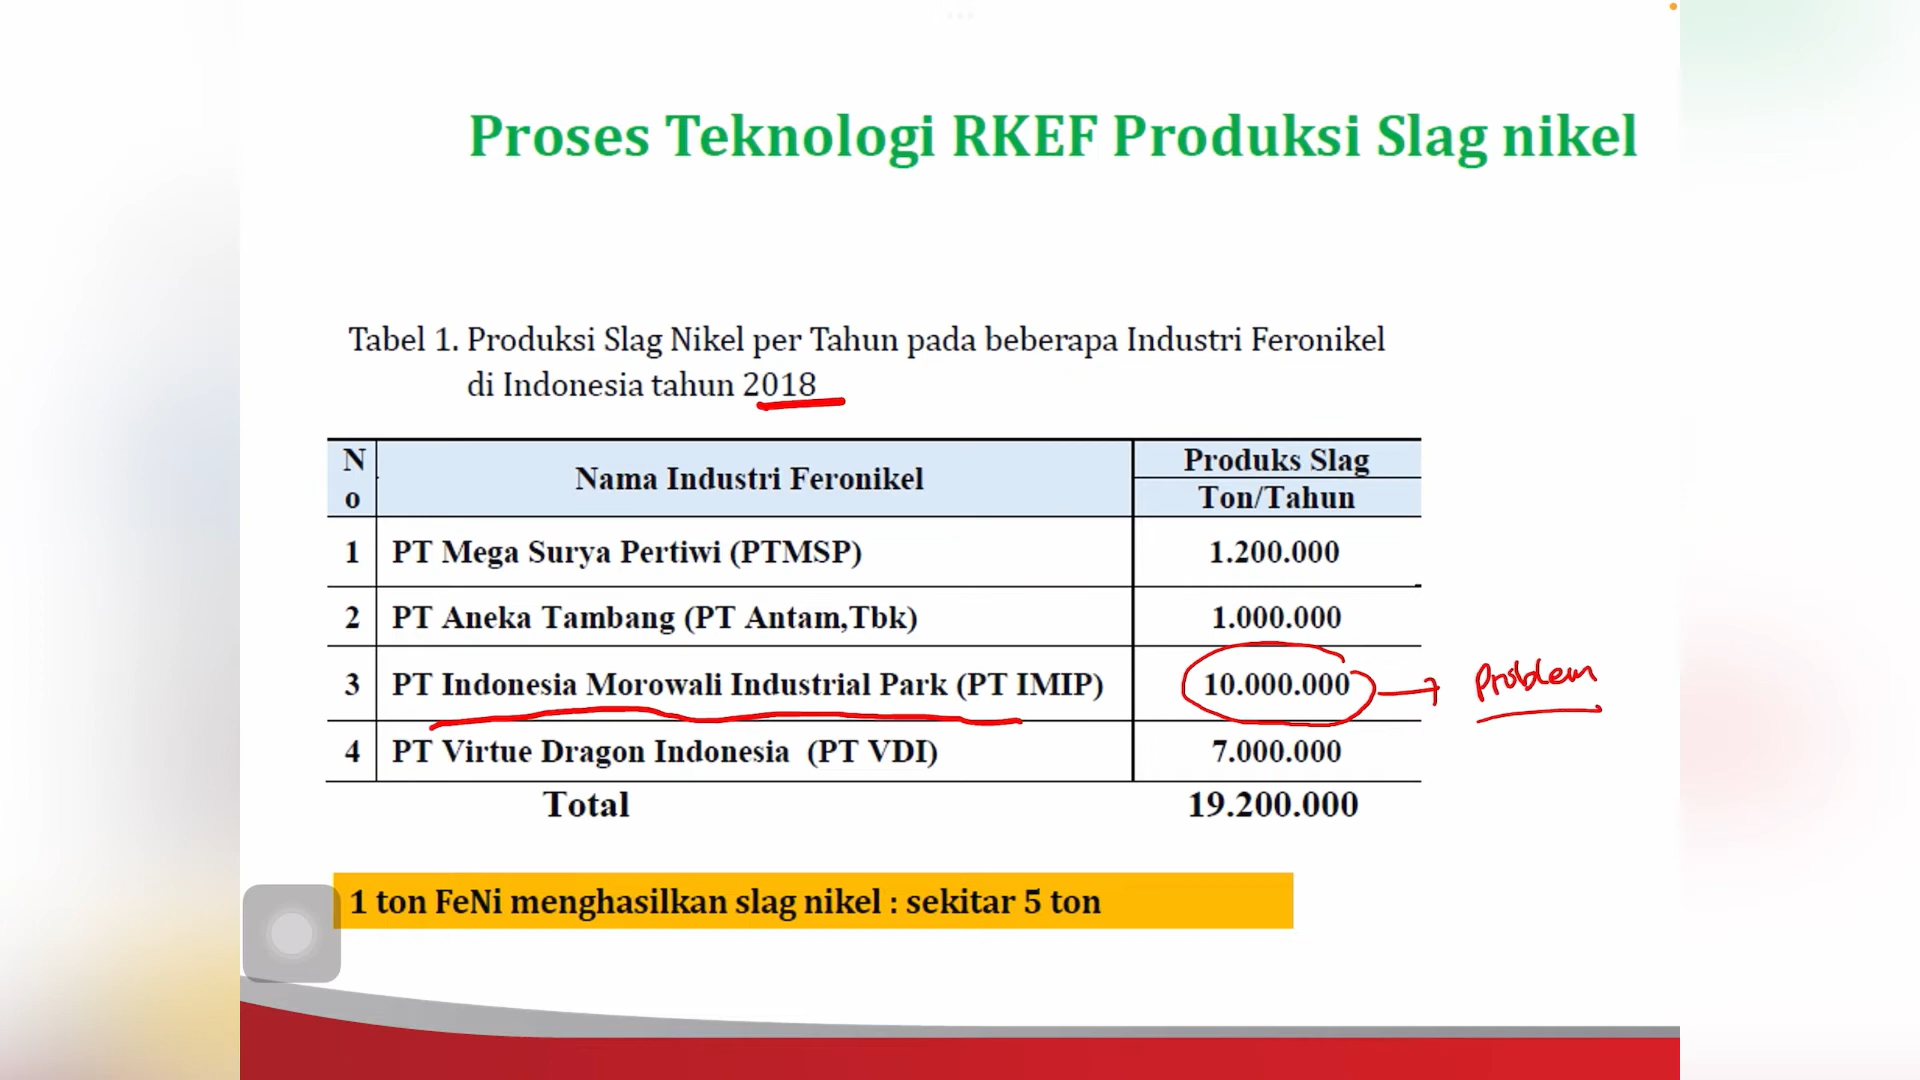 Proses Teknologi RKEF Produksi Slag nikel
Tabel 1. Produksi Slag Nikel per Tahun pada beberapa Industri Feronikel
di Indonesia tahun 2018
No Nama Industri Feronikel Produks Slag
Ton/Tahun
1 PT Mega Surya Pertiwi (PTMSP) 1.200.000
2 PT Aneka Tambang (PT Antam,Tbk) 1.000.000
3 PT Indonesia Morowali Industrial Park (PT IMIP) 10.000.000 Problem
4 PT Virtue Dragon Indonesia (PT VDI) 7.000.000
Total 19.200.000
1 ton FeNi menghasilkan slag nikel : sekitar 5 ton